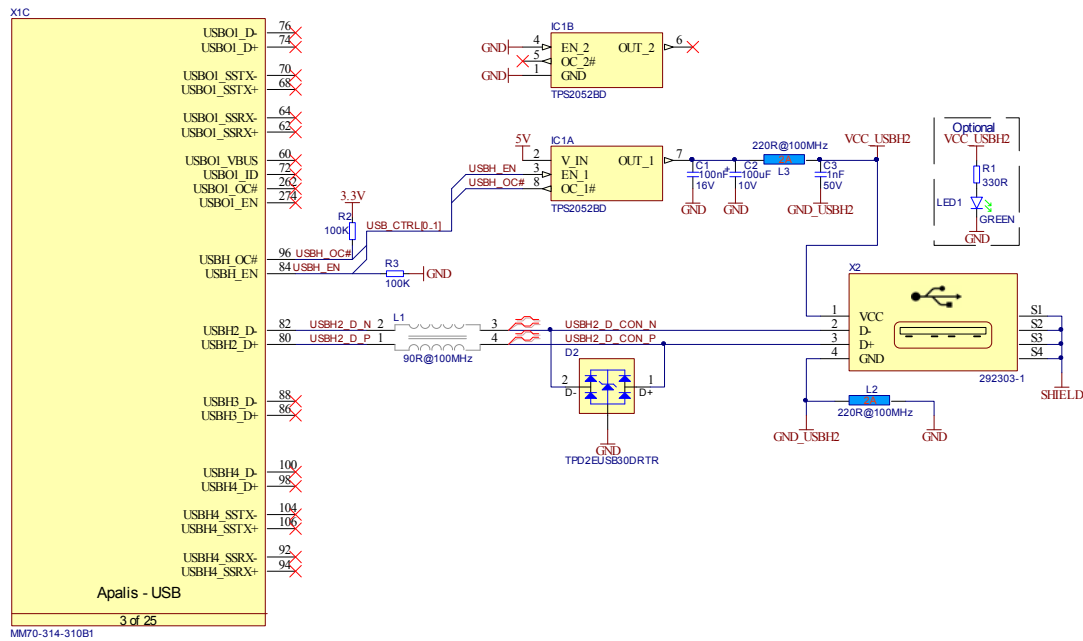 X1C
USBO1_D- 76
USBO1_D+ 74
USBO1_SSTX- 70
USBO1_SSTX+ 68
USBO1_SSRX- 64
USBO1_SSRX+ 62
USBO1_VBUS 60
USBO1_ID 72
USBO1_OC# 262
USBO1_EN 274
USBH_OC# 96 USBH_OC#
USBH_EN 84 USBH_EN
USBH2_D- 82 USBH2_D_N 2
USBH2_D+ 80 USBH2_D_P 1
USBH3_D- 88
USBH3_D+ 86
USBH4_D- 100
USBH4_D+ 98
USBH4_SSTX- 104
USBH4_SSTX+ 106
USBH4_SSRX- 92
USBH4_SSRX+ 94
Apalis - USB
3 of 25
MM70-314-310B1
3.3V
R2
100K
USB_CTRL[0..1]
R3
100K
GND
L1
3
4
90R@100MHz
IC1B
GND 4 EN_2 OUT_2 6
5 OC_2#
GND 1 GND
TPS2052BD
IC1A
5V
2 V_IN OUT_1 7
USBH_EN 3 EN_1
USBH_OC# 8 OC_1#
TPS2052BD
C1
100nF
16V
GND
C2
100uF
10V
GND
220R@100MHz
2A
L3
C3
1nF
50V
GND_USBH2
VCC_USBH2
Optional
VCC_USBH2
R1
330R
LED1
GREEN
GND
USBH2_D_CON_N
USBH2_D_CON_P
D2
2 1
D- D+
GND
TPD2EUSB30DRTR
X2
1 VCC S1
2 D- S2
3 D+ S3
4 GND S4
292303-1
SHIELD
L2
2A
220R@100MHz
GND_USBH2
GND